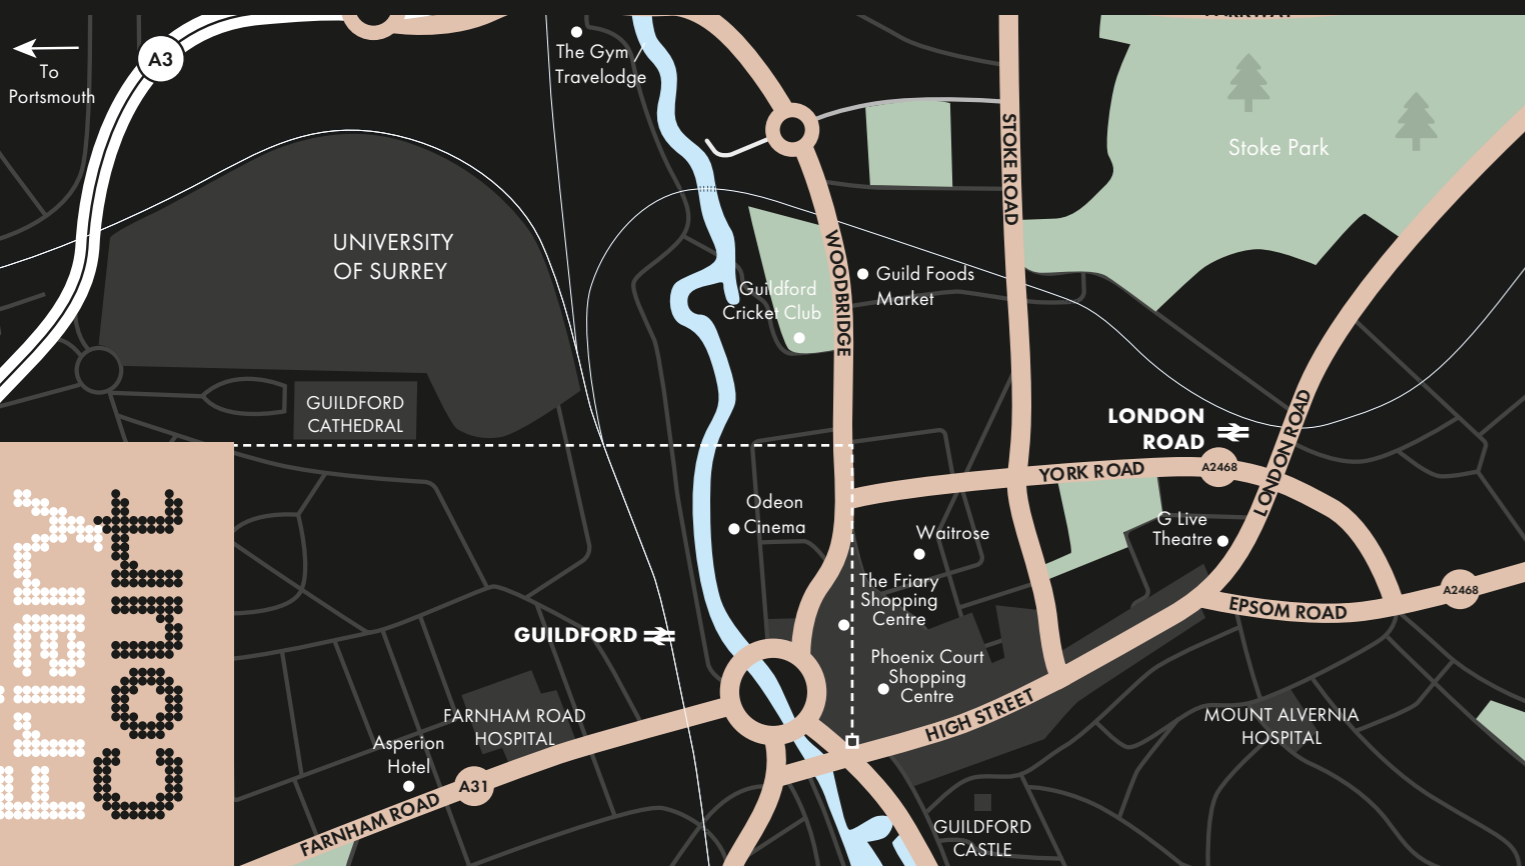 A3
To
Portsmouth
The Gym /
Travelodge
STOKE ROAD
Stoke Park
UNIVERSITY
OF SURREY
WOODBRIDGE
Guild Foods
Market
Guildford
Cricket Club
GUILDFORD
CATHEDRAL
LONDON
ROAD
LONDON ROAD
YORK ROAD
A2468
Odeon
Cinema
Waitrose
G Live
Theatre
The Friary
Shopping
Centre
EPSOM ROAD
A2468
GUILDFORD
Phoenix Court
Shopping
Centre
HIGH STREET
FARNHAM ROAD
HOSPITAL
MOUNT ALVERNIA
HOSPITAL
Asperion
Hotel
A31
FARNHAM ROAD
GUILDFORD
CASTLE
Friary
Court